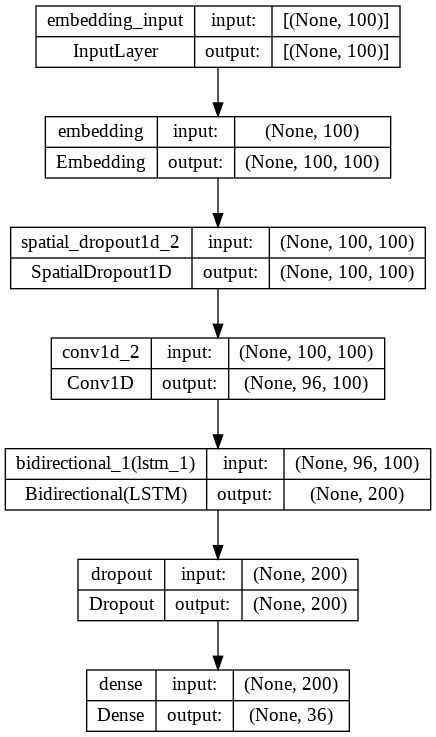 embedding_input input: [(None, 100)]
InputLayer output: [(None, 100)]
embedding input: (None, 100)
Embedding output: (None, 100, 100)
spatial_dropout1d_2 input: (None, 100, 100)
SpatialDropout1D output: (None, 100, 100)
conv1d_2 input: (None, 100, 100)
Conv1D output: (None, 96, 100)
bidirectional_1(lstm_1) input: (None, 96, 100)
Bidirectional(LSTM) output: (None, 200)
dropout input: (None, 200)
Dropout output: (None, 200)
dense input: (None, 200)
Dense output: (None, 36)